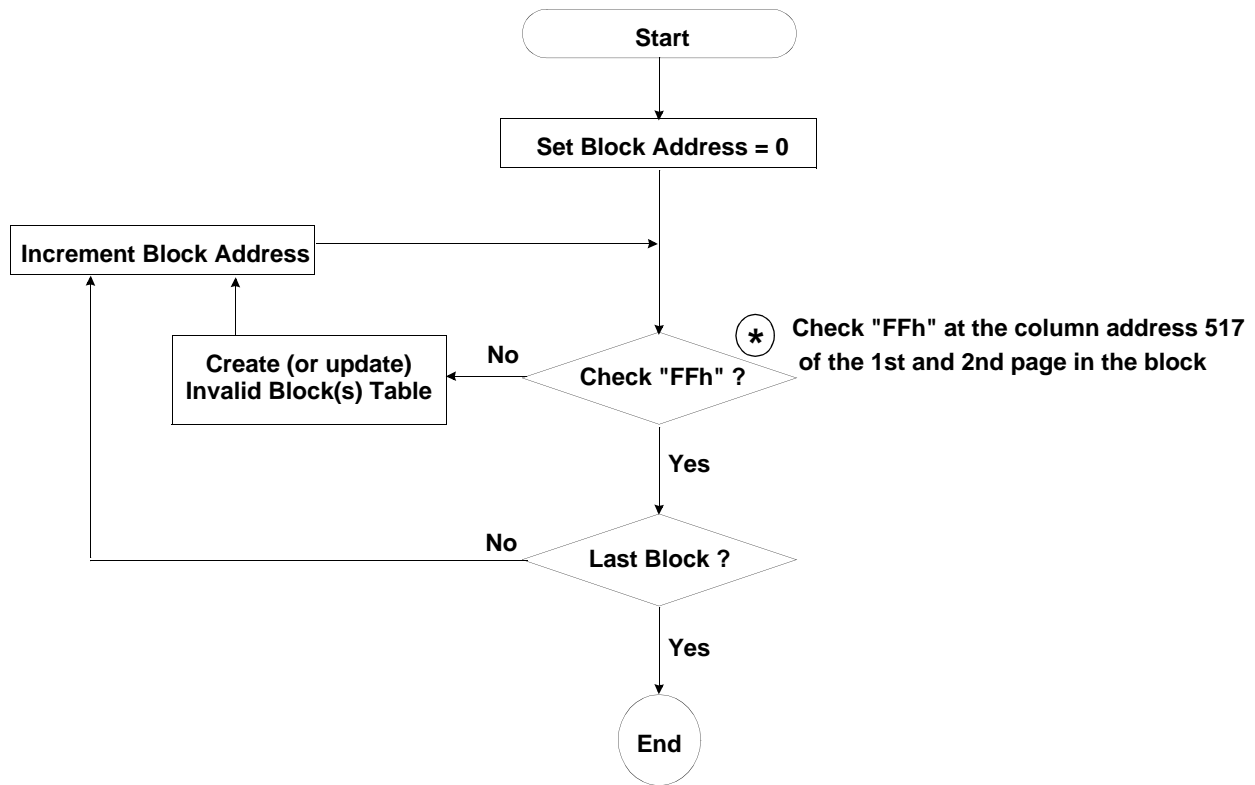 Start
Set Block Address = 0
Increment Block Address
* Check "FFh" at the column address 517
of the 1st and 2nd page in the block
No
Create (or update)
Invalid Block(s) Table
Check "FFh" ?
Yes
No
Last Block ?
Yes
End